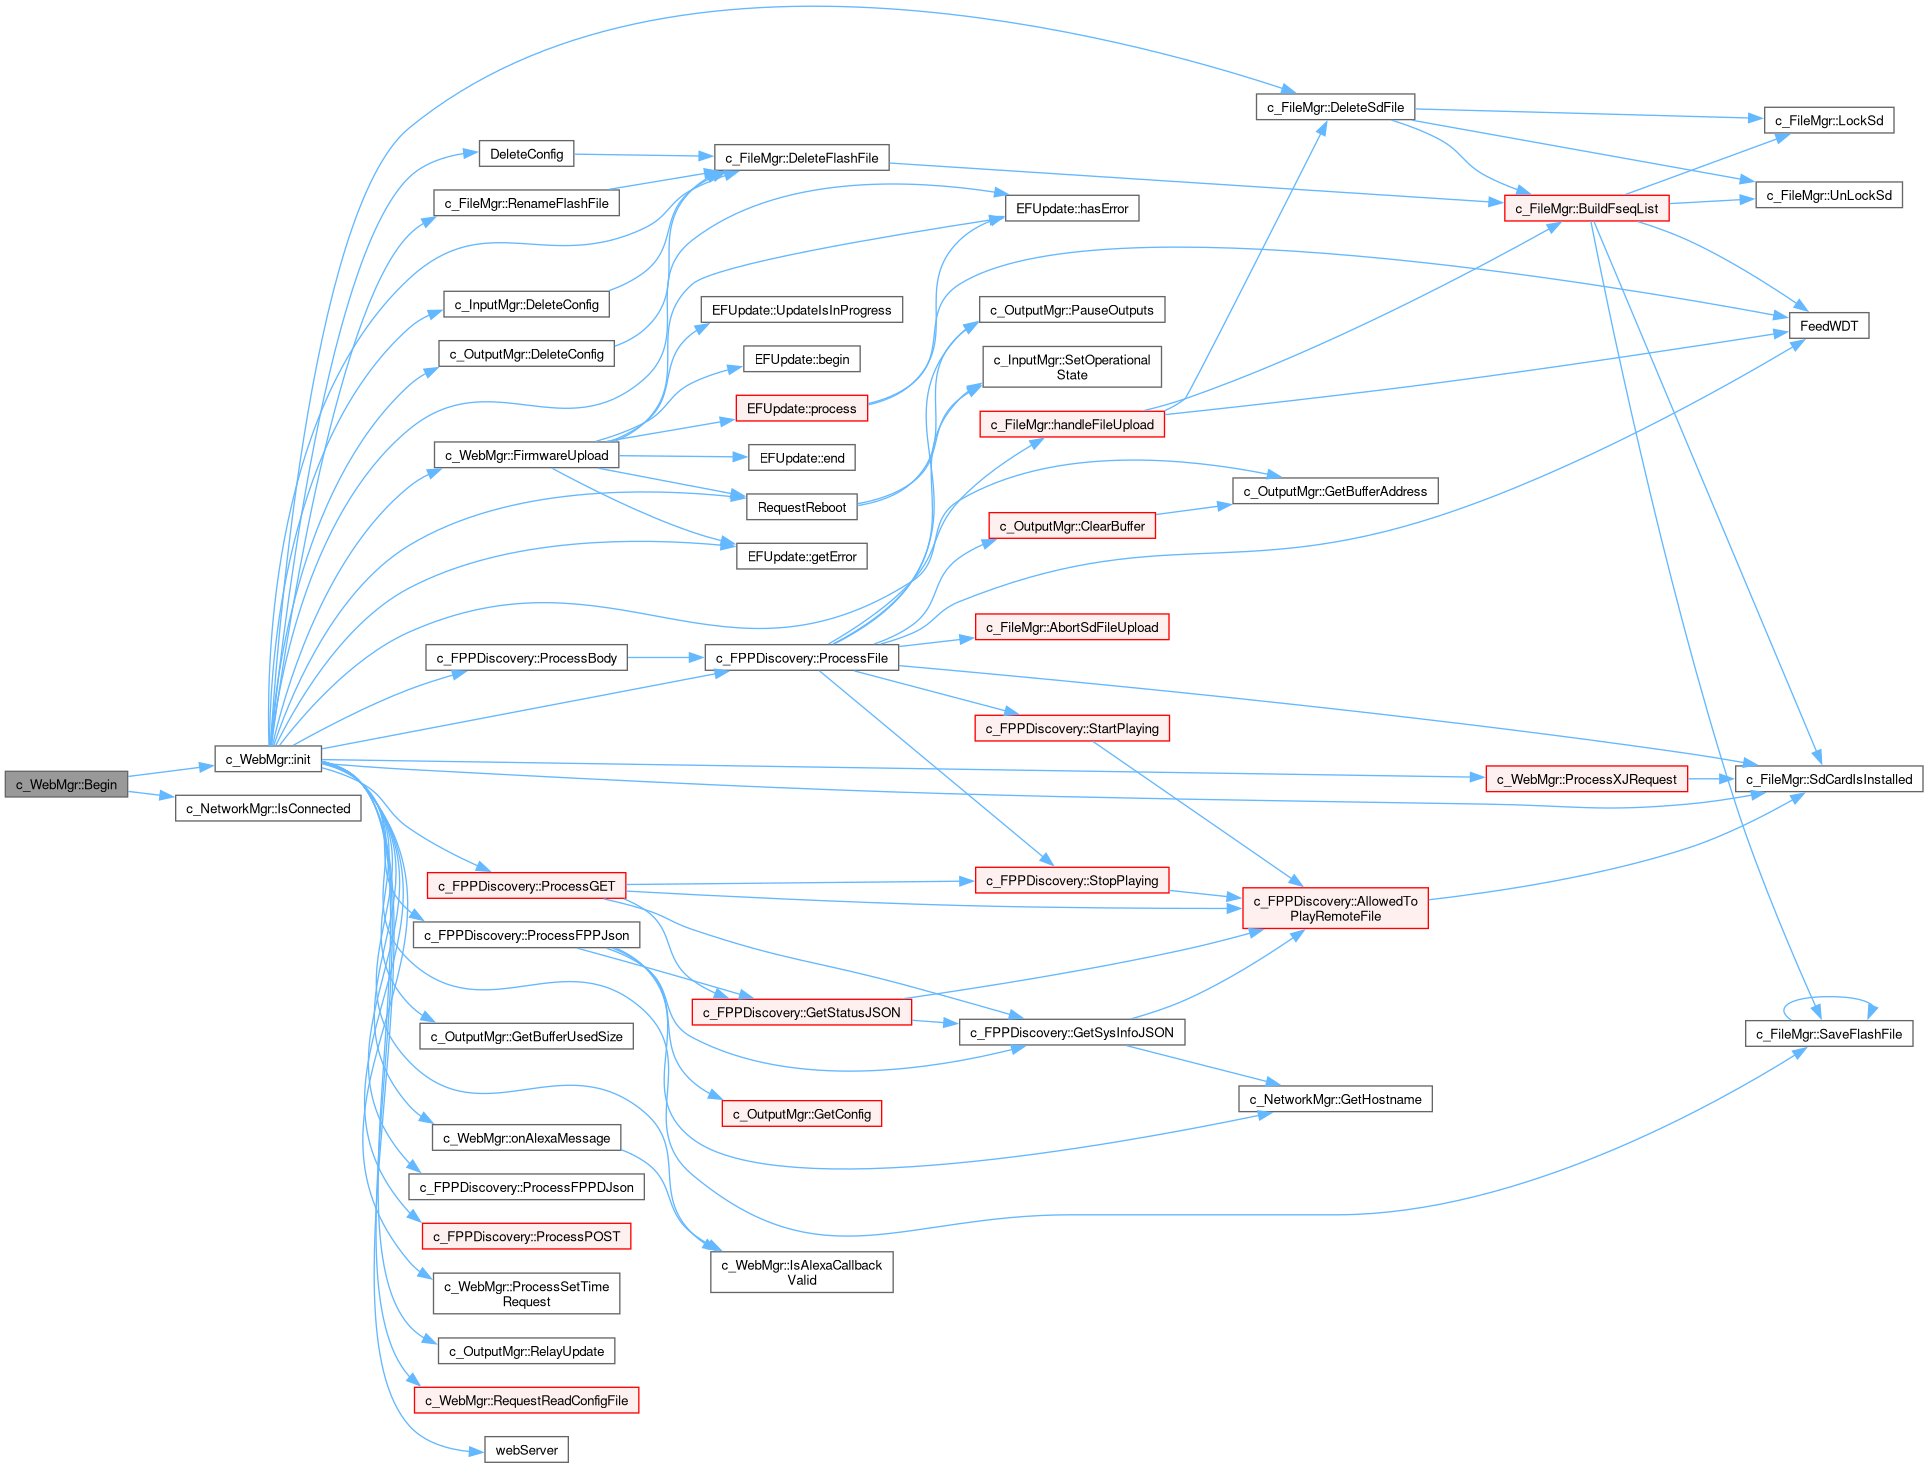 c_WebMgr::Begin
c_WebMgr::init
c_NetworkMgr::IsConnected
DeleteConfig
c_FileMgr::RenameFlashFile
c_InputMgr::DeleteConfig
c_OutputMgr::DeleteConfig
c_WebMgr::FirmwareUpload
c_FPPDiscovery::ProcessBody
c_FPPDiscovery::ProcessGET
c_FPPDiscovery::ProcessFPPJson
c_OutputMgr::GetBufferUsedSize
c_WebMgr::onAlexaMessage
c_FPPDiscovery::ProcessFPPDJson
c_FPPDiscovery::ProcessPOST
c_WebMgr::ProcessSetTime
Request
c_OutputMgr::RelayUpdate
c_WebMgr::RequestReadConfigFile
webServer
c_FileMgr::DeleteFlashFile
EFUpdate::UpdateIsInProgress
EFUpdate::begin
EFUpdate::process
EFUpdate::end
RequestReboot
EFUpdate::getError
c_FPPDiscovery::ProcessFile
c_FPPDiscovery::GetStatusJSON
c_OutputMgr::GetConfig
c_WebMgr::IsAlexaCallback
Valid
EFUpdate::hasError
c_OutputMgr::PauseOutputs
c_InputMgr::SetOperational
State
c_FileMgr::handleFileUpload
c_OutputMgr::ClearBuffer
c_FileMgr::AbortSdFileUpload
c_FPPDiscovery::StartPlaying
c_FPPDiscovery::StopPlaying
c_FPPDiscovery::GetSysInfoJSON
c_FileMgr::DeleteSdFile
c_OutputMgr::GetBufferAddress
c_FPPDiscovery::AllowedTo
PlayRemoteFile
c_NetworkMgr::GetHostname
c_FileMgr::BuildFseqList
c_WebMgr::ProcessXJRequest
c_FileMgr::LockSd
c_FileMgr::UnLockSd
FeedWDT
c_FileMgr::SdCardIsInstalled
c_FileMgr::SaveFlashFile